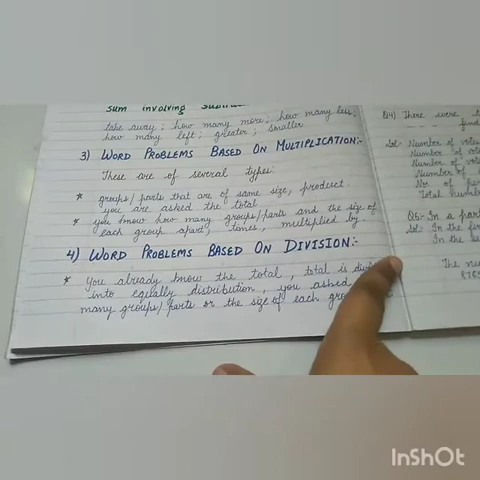 sum involving
take away ; how many more ; how many less,
how many left ; greater ; smaller
3) WORD PROBLEMS BASED ON MULTIPLICATION:-
These are of several types:
* groups/parts that are of same size, product.
you are asked the total
* you know how many groups/parts and the size of
each group apart, times, multiplied by
4) WORD PROBLEMS BASED ON DIVISION:-
* You already know the total, total is
into equally distribution, you asked
many groups/parts or the size of each
Q4) There were
Sol:- Number of
Number of
Number of
Number of
No. of
Total
Q5:- In a
Sol: In the
In the
The
InShOt